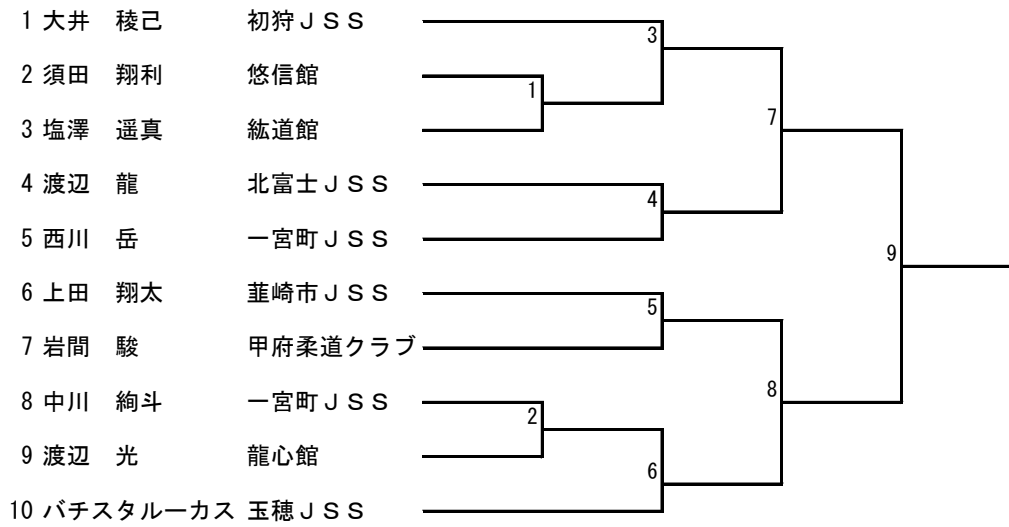 1 大井　稜己　初狩ＪＳＳ
3
2 須田　翔利　悠信館
1
7
3 塩澤　遥真　紘道館
4 渡辺　龍　北富士ＪＳＳ
4
5 西川　岳　一宮町ＪＳＳ
9
6 上田　翔太　韮崎市ＪＳＳ
5
7 岩間　駿　甲府柔道クラブ
8
8 中川　絢斗　一宮町ＪＳＳ
2
9 渡辺　光　龍心館
6
10 バチスタルーカス 玉穂ＪＳＳ